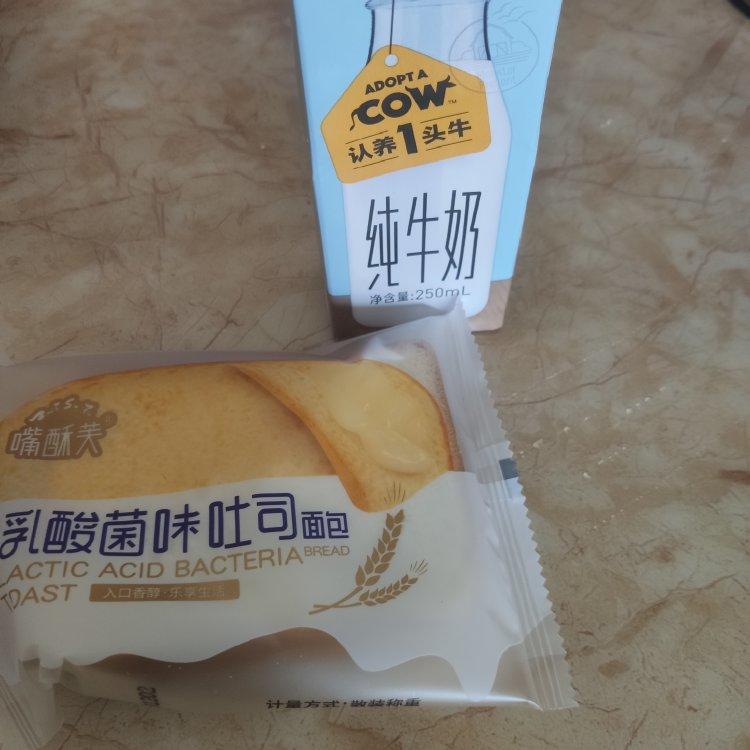 ADOPT A
COW™
认养1头牛
纯牛奶
净含量:250mL
嘴酥芙
乳酸菌味吐司面包
LACTIC ACID BACTERIA BREAD
TOAST
入口香醇·乐享生活
计量方式:散装称重